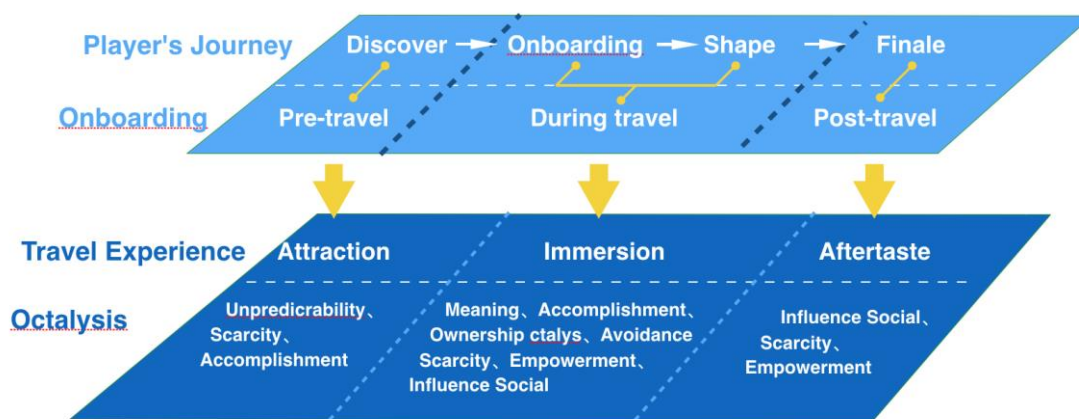 Player's Journey Discover Onboarding Shape Finale
Onboarding Pre-travel During travel Post-travel
Travel Experience Attraction Immersion Aftertaste
Octalysis
Unpredicrability、
Scarcity、
Accomplishment
Meaning、Accomplishment、
Ownership ctalys、Avoidance
Scarcity、Empowerment、
Influence Social
Influence Social、
Scarcity、
Empowerment